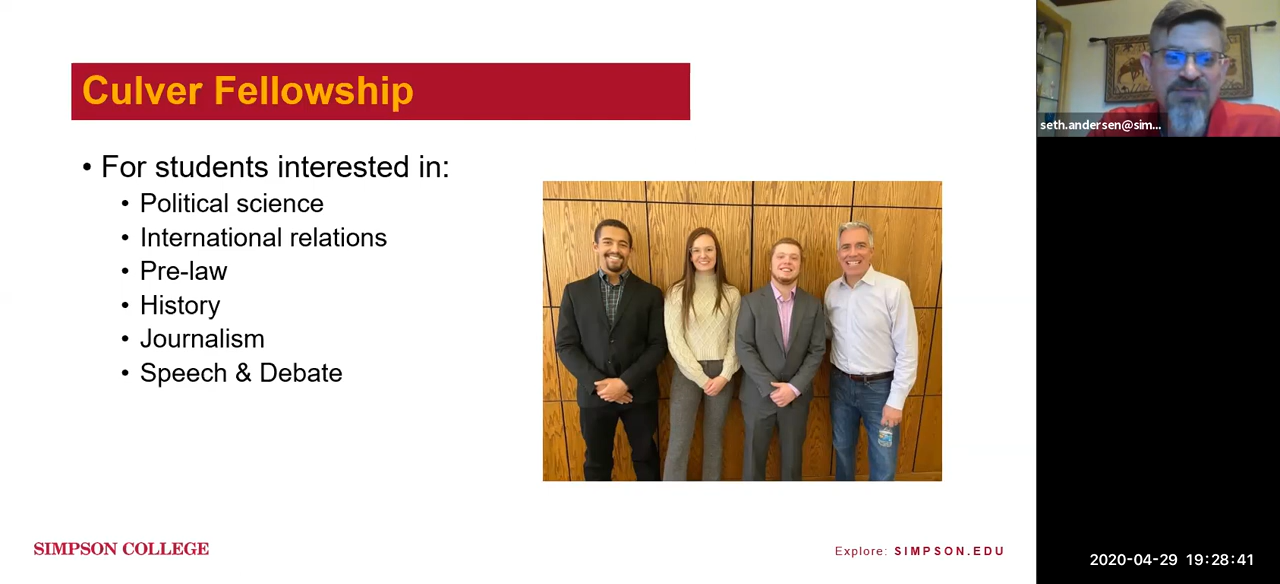 Culver Fellowship
• For students interested in:
• Political science
• International relations
• Pre-law
• History
• Journalism
• Speech & Debate
SIMPSON COLLEGE
Explore: SIMPSON.EDU
seth.andersen@sim...
2020-04-29 19:28:41